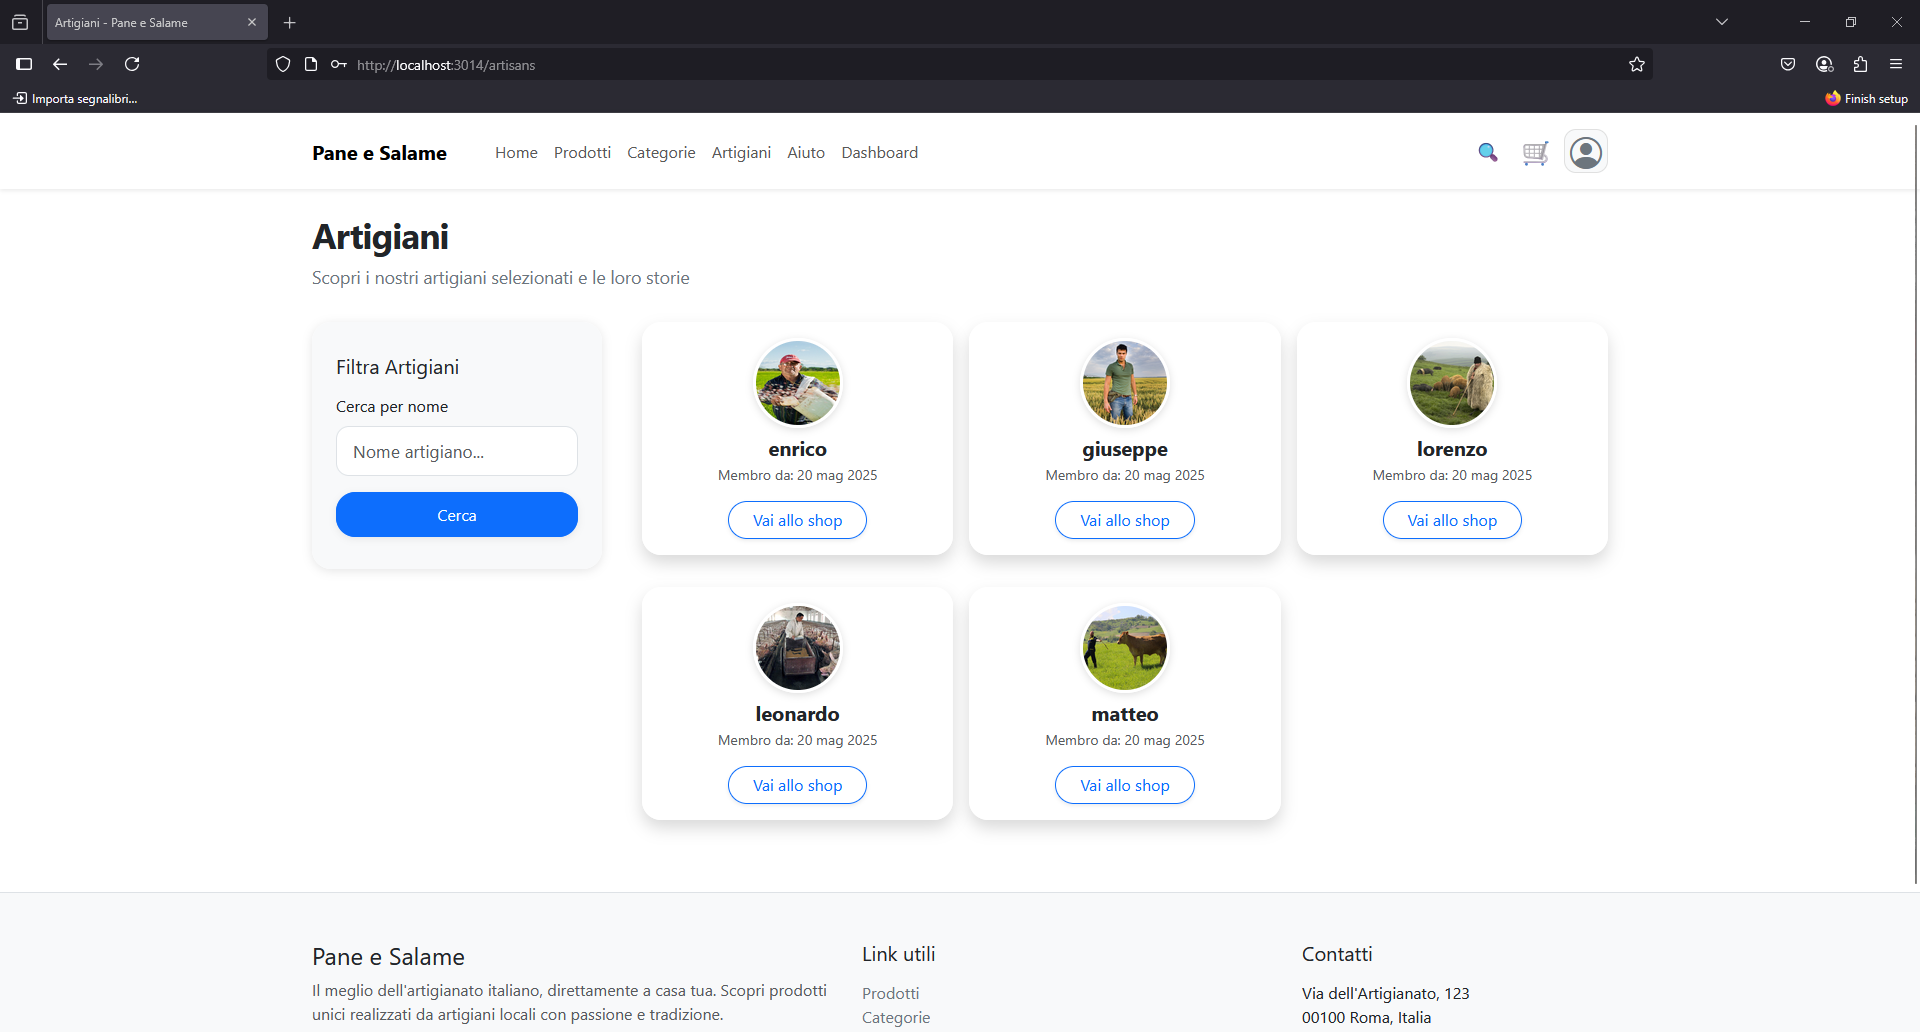 Artigiani - Pane e Salame
http://localhost:3014/artisans
Importa segnalibri...
Finish setup
Pane e Salame
Home
Prodotti
Categorie
Artigiani
Aiuto
Dashboard
Artigiani
Scopri i nostri artigiani selezionati e le loro storie
Filtra Artigiani
Cerca per nome
Nome artigiano...
Cerca
enrico
Membro da: 20 mag 2025
Vai allo shop
giuseppe
Membro da: 20 mag 2025
Vai allo shop
lorenzo
Membro da: 20 mag 2025
Vai allo shop
leonardo
Membro da: 20 mag 2025
Vai allo shop
matteo
Membro da: 20 mag 2025
Vai allo shop
Pane e Salame
Il meglio dell'artigianato italiano, direttamente a casa tua. Scopri prodotti
unici realizzati da artigiani locali con passione e tradizione.
Link utili
Prodotti
Categorie
Contatti
Via dell'Artigianato, 123
00100 Roma, Italia